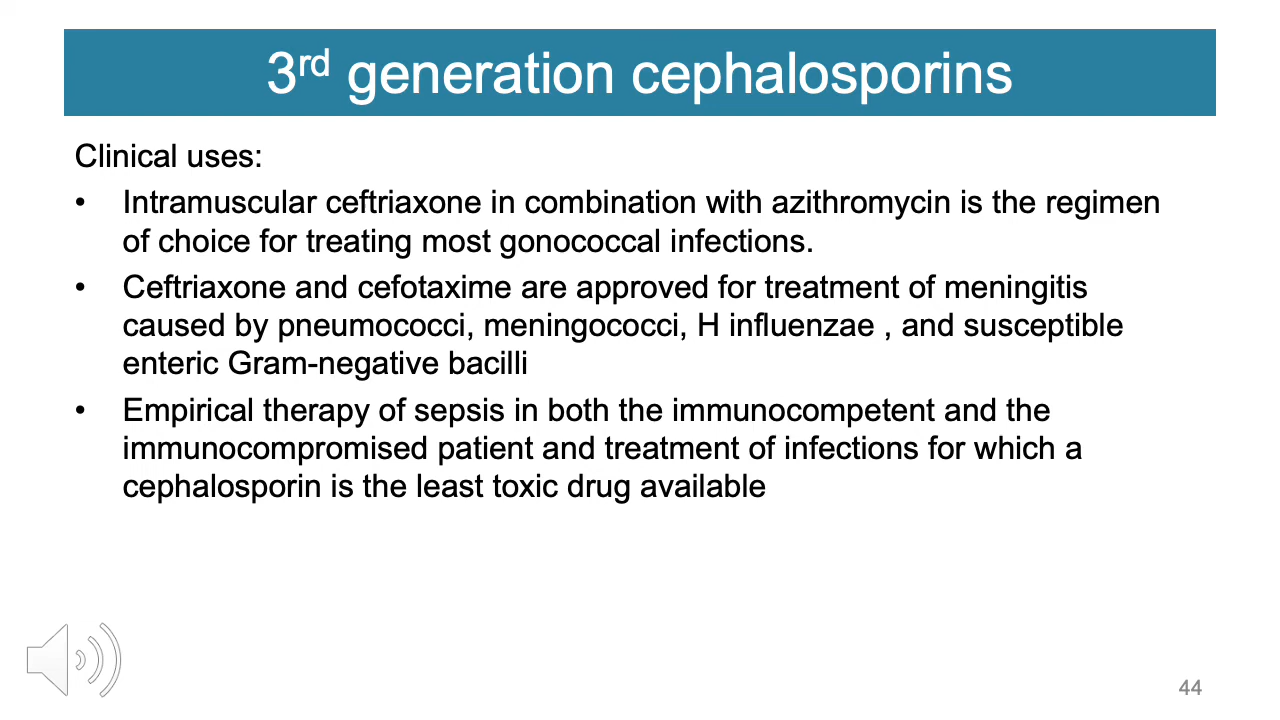 3rd generation cephalosporins
Clinical uses:
• Intramuscular ceftriaxone in combination with azithromycin is the regimen
of choice for treating most gonococcal infections.
• Ceftriaxone and cefotaxime are approved for treatment of meningitis
caused by pneumococci, meningococci, H influenzae , and susceptible
enteric Gram-negative bacilli
• Empirical therapy of sepsis in both the immunocompetent and the
immunocompromised patient and treatment of infections for which a
cephalosporin is the least toxic drug available
44